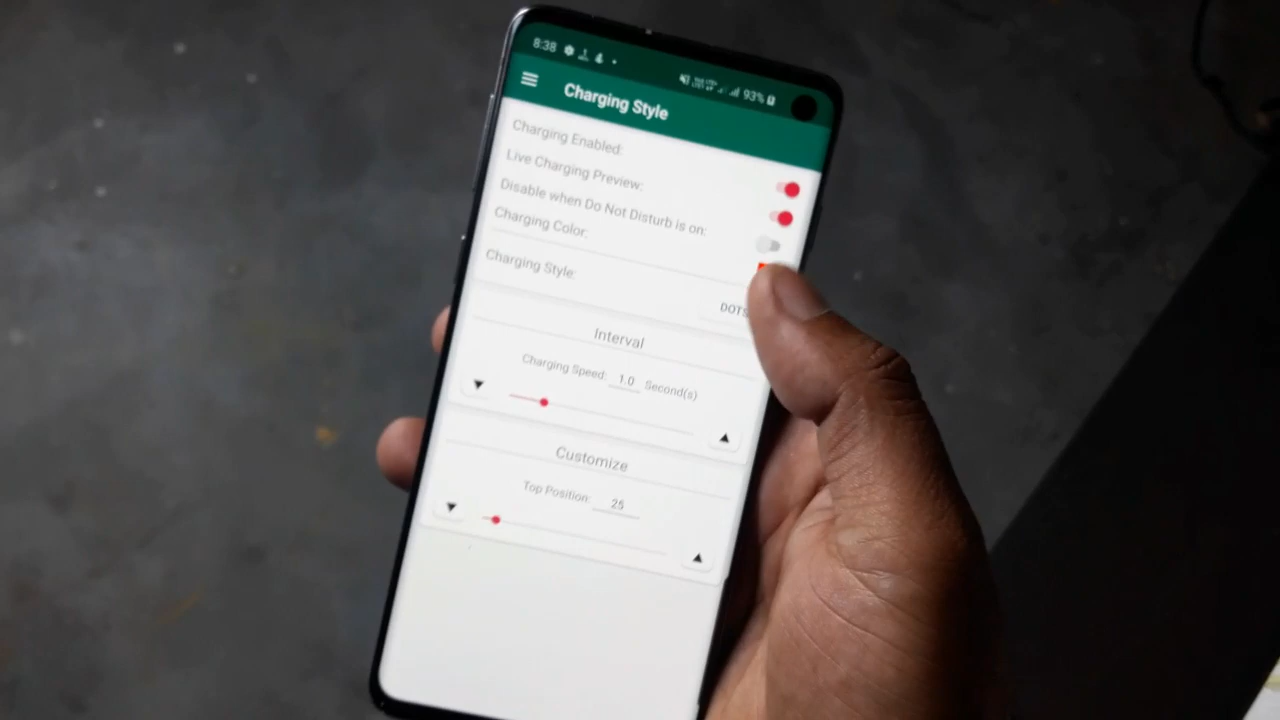 8:38 93%
Charging Style
Charging Enabled:
Live Charging Preview:
Disable when Do Not Disturb is on:
Charging Color:
Charging Style:
DOTS
Interval
Charging Speed: 1.0 Second(s)
Customize
Top Position: 25